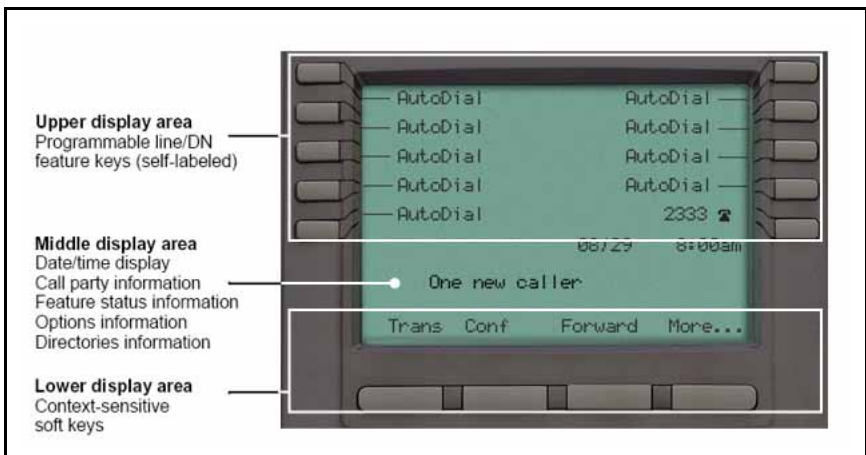 Upper display area
Programmable line/DN
feature keys (self-labeled)
Middle display area
Date/time display
Call party information
Feature status information
Options information
Directories information
Lower display area
Context-sensitive
soft keys
AutoDial AutoDial
AutoDial AutoDial
AutoDial AutoDial
AutoDial AutoDial
AutoDial 2333
08/29 8:00am
One new caller
Trans Conf Forward More...